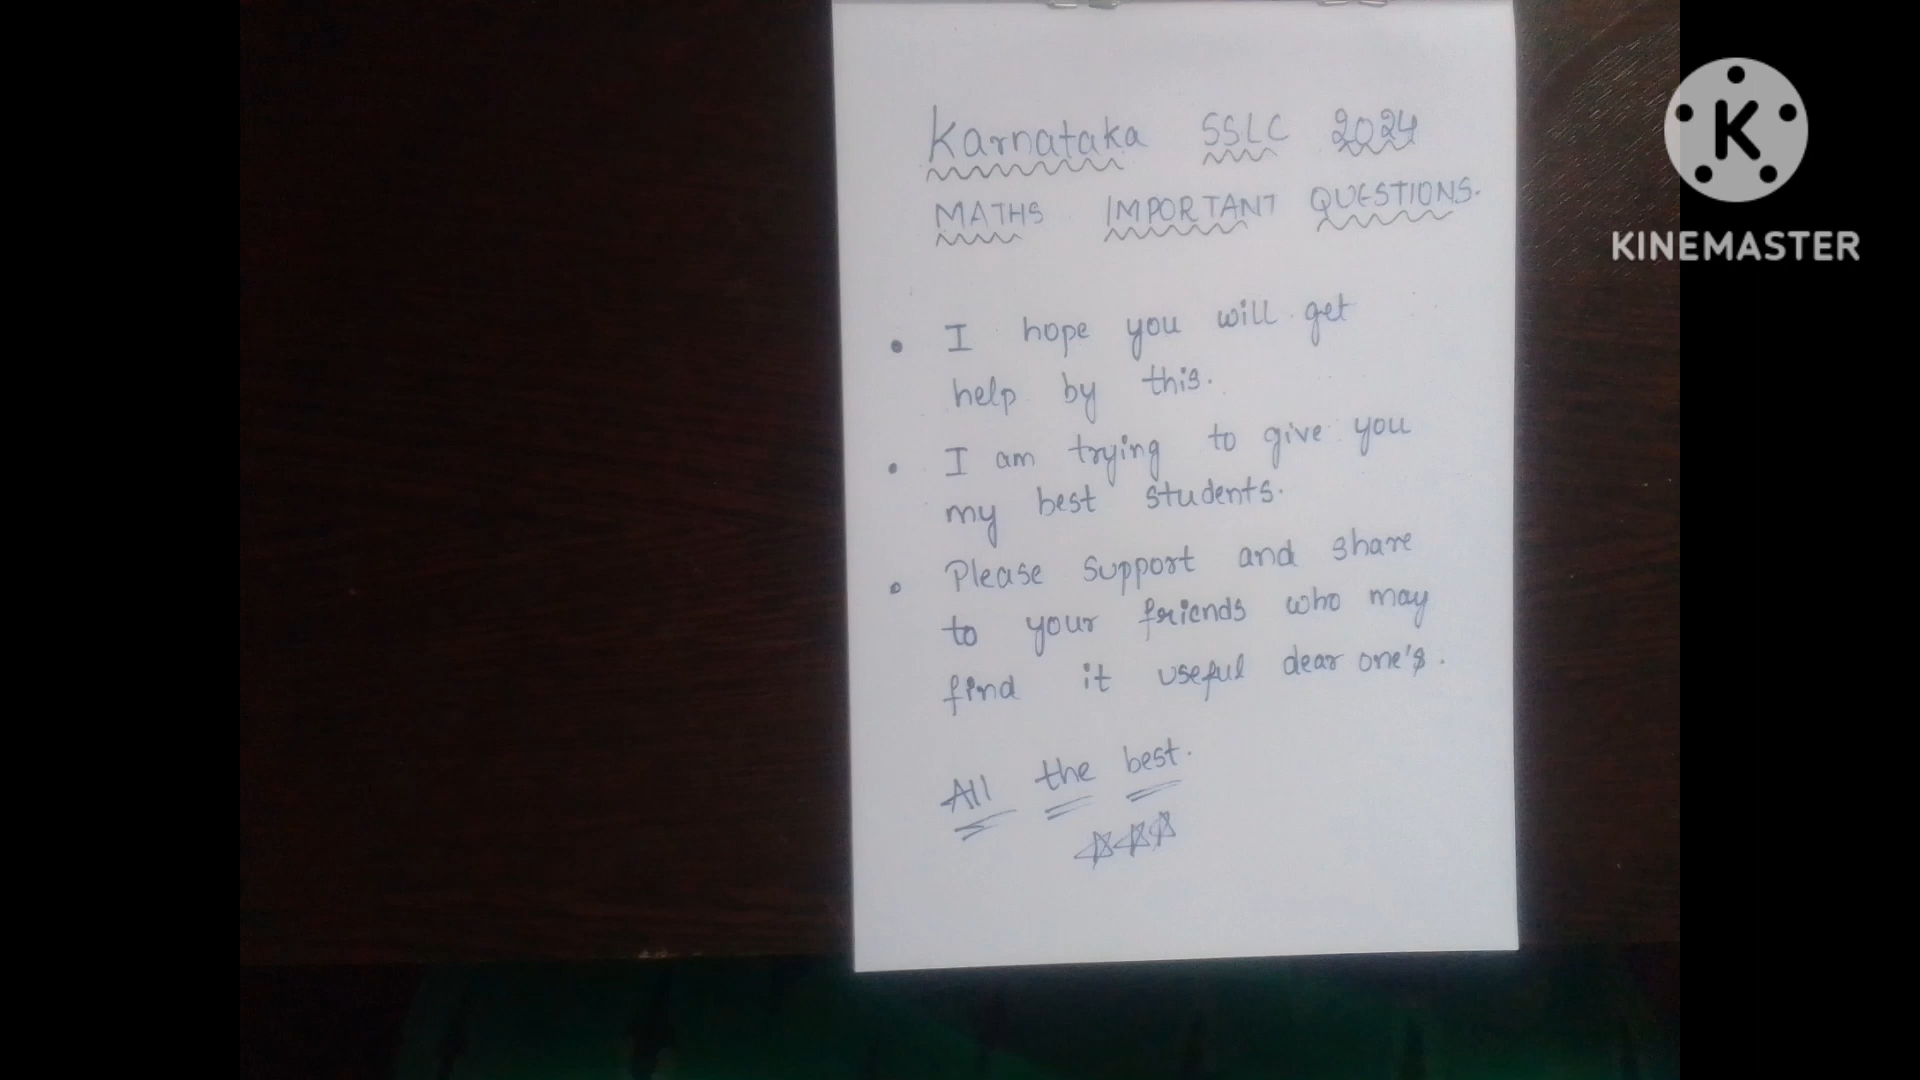 Karnataka SSLC 2024
MATHS IMPORTANT QUESTIONS.
• I hope you will get
help by this.
• I am trying to give you
my best students.
• Please support and share
to your friends who may
find it useful dear one's.
All the best.
K
KINEMASTER